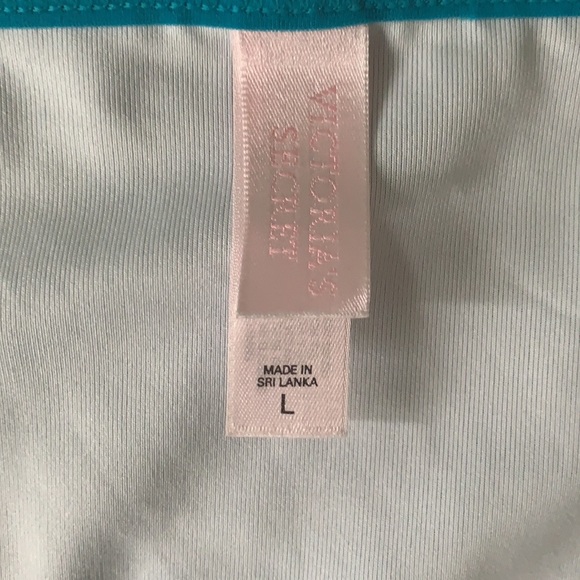 VICTORIA'S
SECRET
MADE IN
SRI LANKA
L